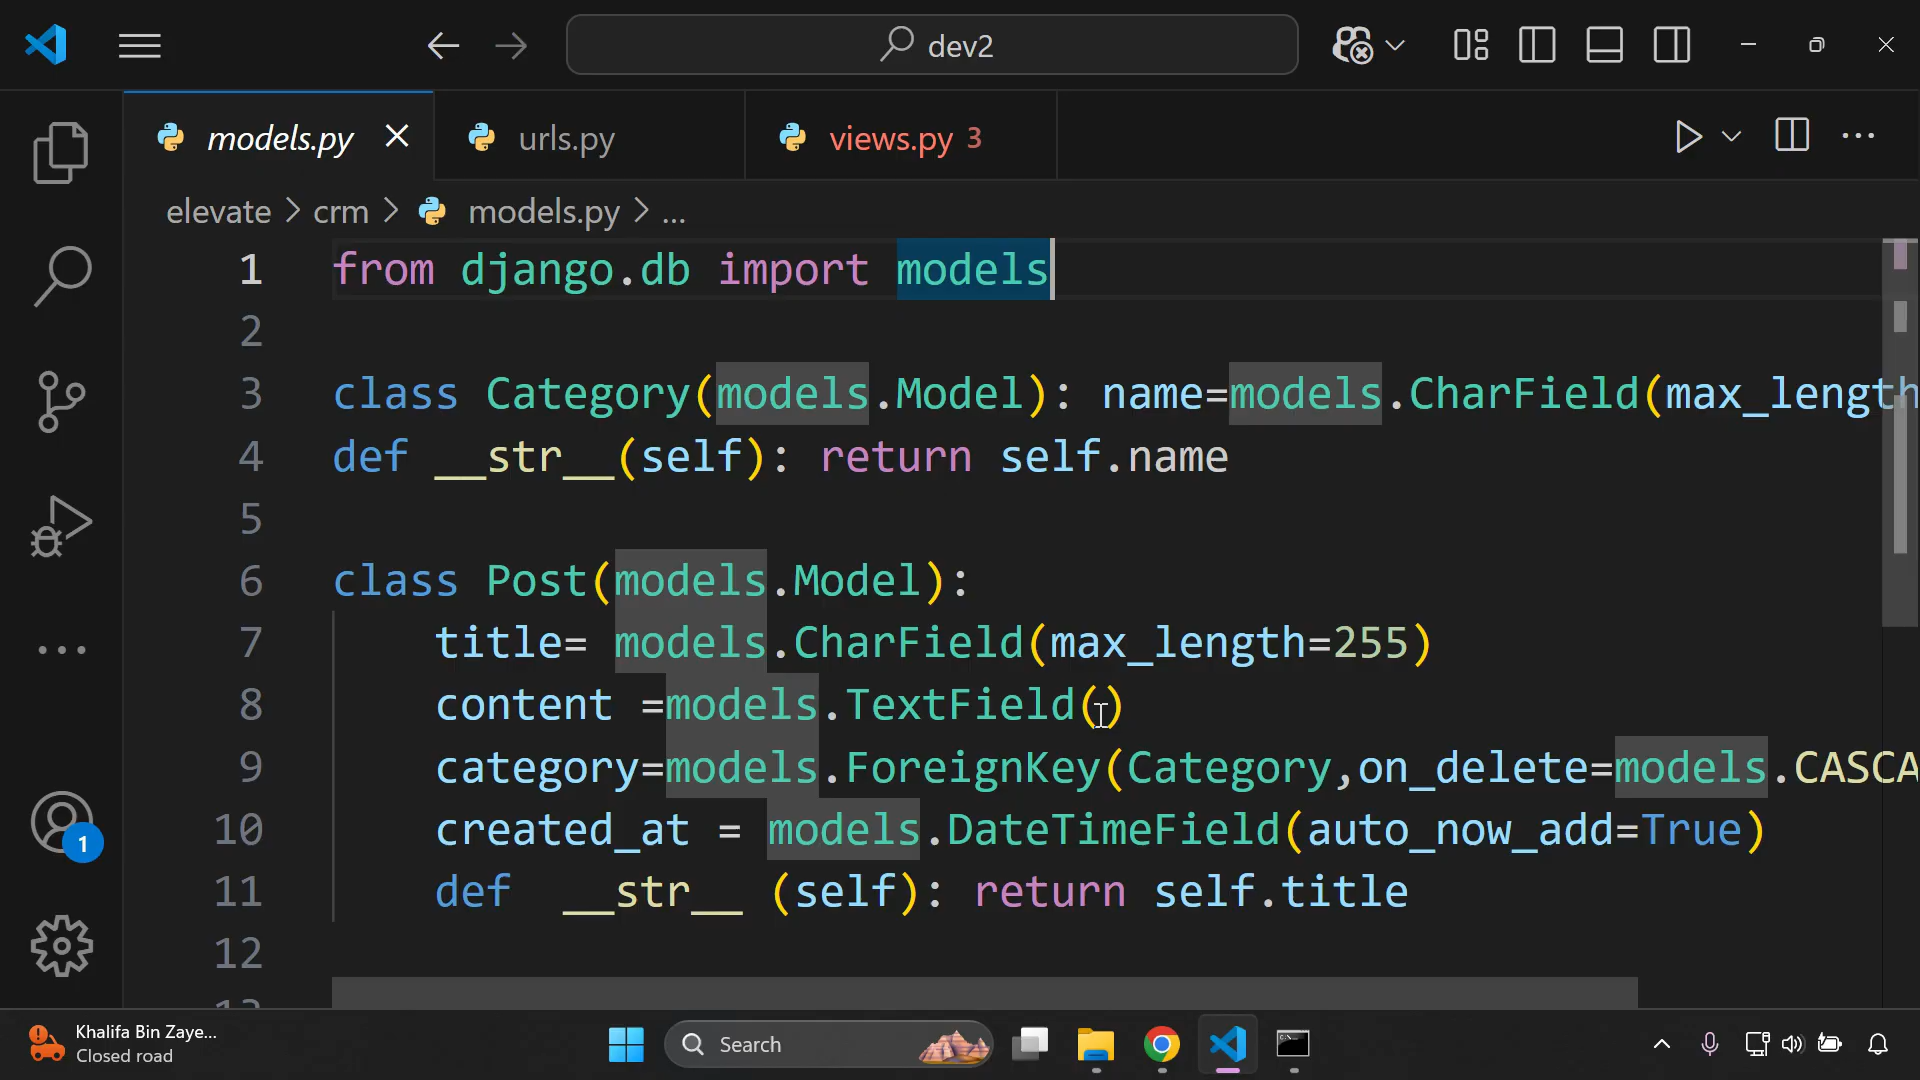 dev2
models.py
urls.py
views.py 3
elevate > crm > models.py > ...
1 from django.db import models
2
3 class Category(models.Model): name=models.CharField(max_length
4 def __str__(self): return self.name
5
6 class Post(models.Model):
7 title= models.CharField(max_length=255)
8 content =models.TextField()
9 category=models.ForeignKey(Category,on_delete=models.CASCA
10 created_at = models.DateTimeField(auto_now_add=True)
11 def __str__ (self): return self.title
12
1
Khalifa Bin Zaye...
Closed road
Search